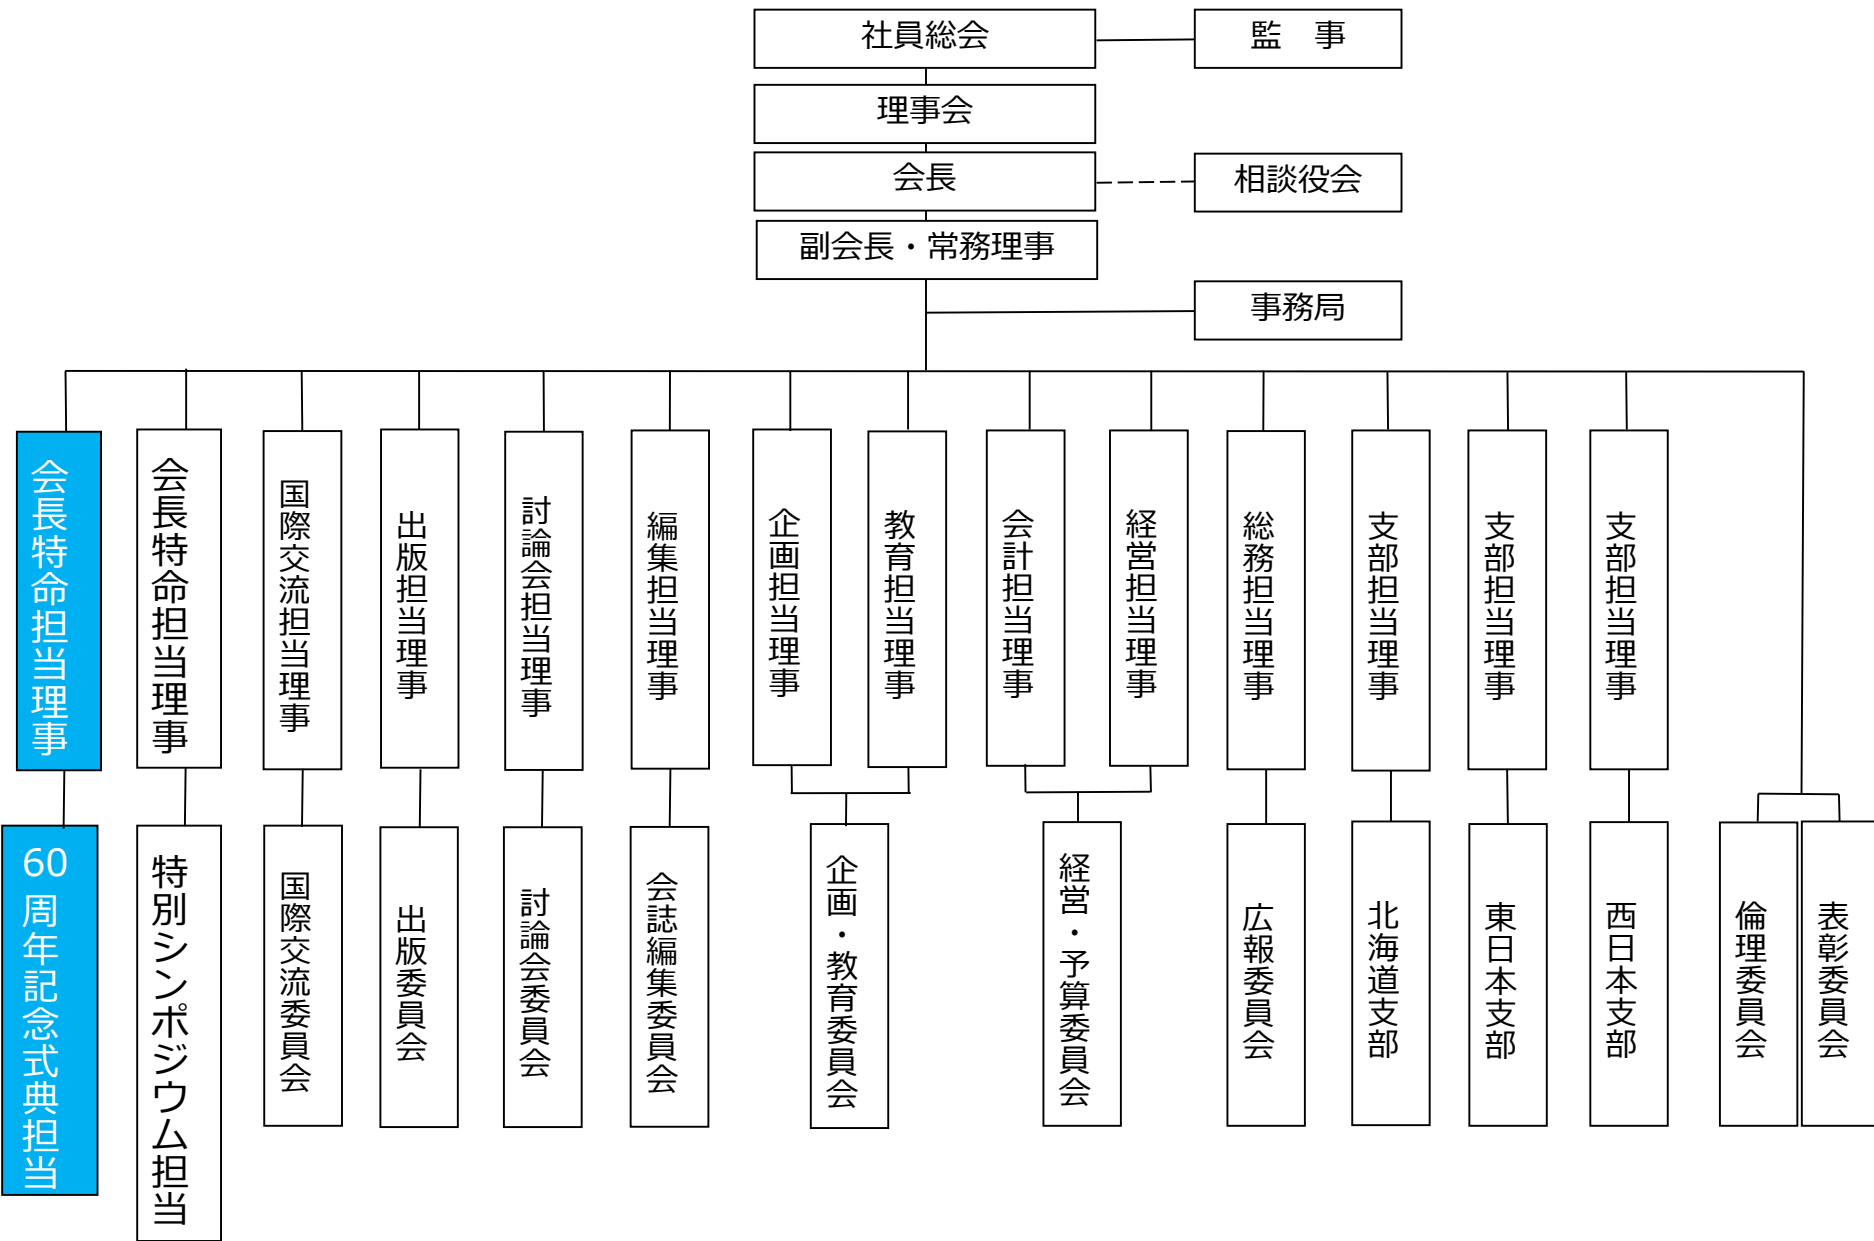 社員総会
監　事
理事会
会長
相談役会
副会長・常務理事
事務局
会長特命担当理事
会長特命担当理事
国際交流担当理事
出版担当理事
討論会担当理事
編集担当理事
企画担当理事
教育担当理事
会計担当理事
経営担当理事
総務担当理事
支部担当理事
支部担当理事
支部担当理事
60周年記念式典担当
特別シンポジウム担当
国際交流委員会
出版委員会
討論会委員会
会誌編集委員会
企画・教育委員会
経営・予算委員会
広報委員会
北海道支部
東日本支部
西日本支部
倫理委員会
表彰委員会